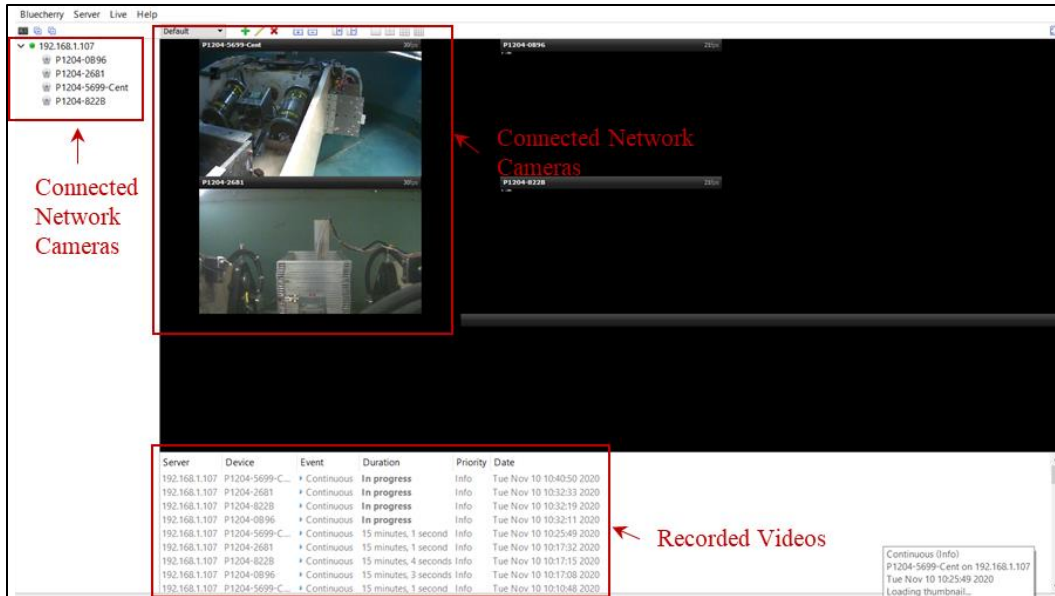 Bluecherry Server Live Help
Default
192.168.1.107
P1204-0B96
P1204-2681
P1204-5699-Cent
P1204-822B
Connected
Network
Cameras
P1204-5699-Cent 30fps
P1204-0B96 21fps
P1204-2681 30fps
P1204-822B 21fps
Connected Network
Cameras
Server Device Event Duration Priority Date
192.168.1.107 P1204-5699-C... Continuous In progress Info Tue Nov 10 10:40:50 2020
192.168.1.107 P1204-2681 Continuous In progress Info Tue Nov 10 10:32:33 2020
192.168.1.107 P1204-822B Continuous In progress Info Tue Nov 10 10:32:19 2020
192.168.1.107 P1204-0B96 Continuous In progress Info Tue Nov 10 10:32:11 2020
192.168.1.107 P1204-5699-C... Continuous 15 minutes, 1 second Info Tue Nov 10 10:25:49 2020
192.168.1.107 P1204-2681 Continuous 15 minutes, 1 second Info Tue Nov 10 10:17:32 2020
192.168.1.107 P1204-822B Continuous 15 minutes, 4 seconds Info Tue Nov 10 10:17:15 2020
192.168.1.107 P1204-0B96 Continuous 15 minutes, 3 seconds Info Tue Nov 10 10:17:08 2020
192.168.1.107 P1204-5699-C... Continuous 15 minutes, 1 second Info Tue Nov 10 10:10:48 2020
Recorded Videos
Continuous (Info)
P1204-5699-Cent on 192.168.1.107
Tue Nov 10 10:25:49 2020
Loading thumbnail...